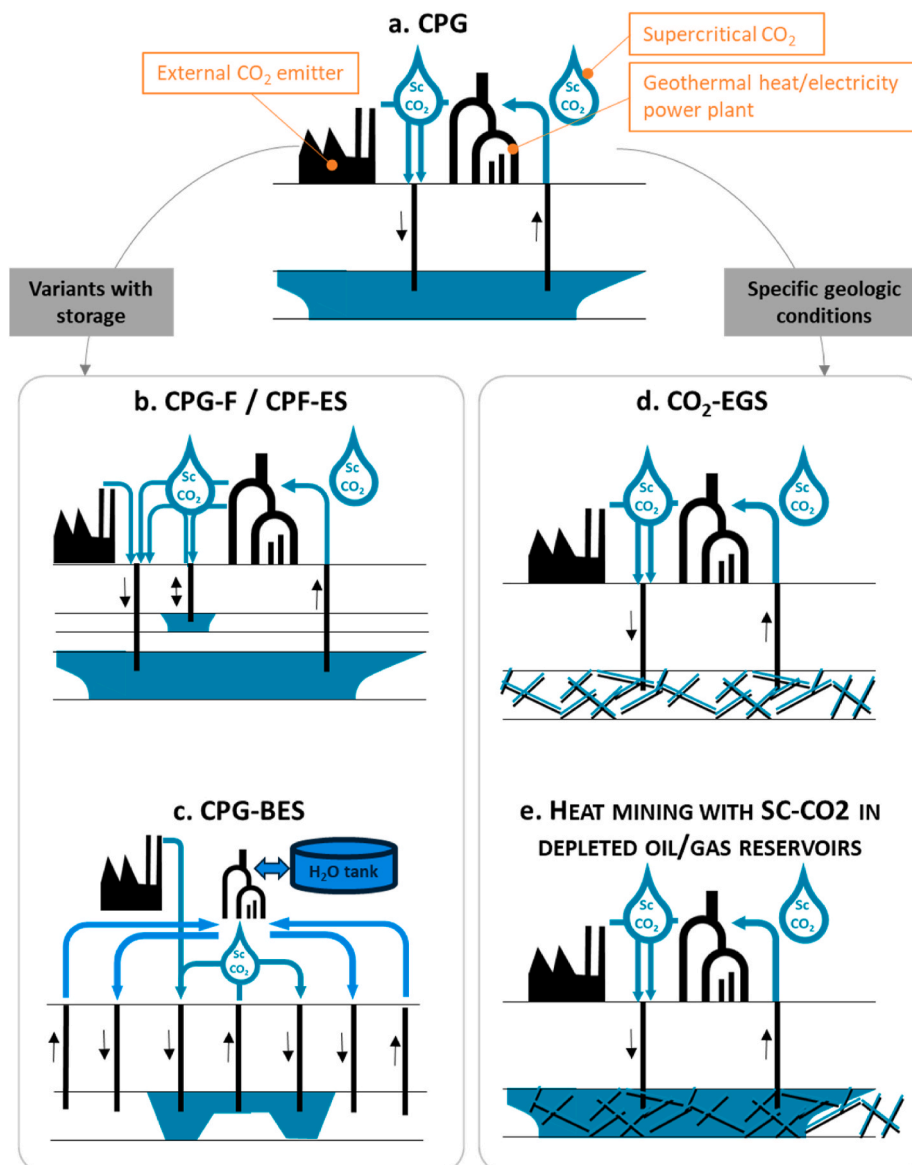 a. CPG
External CO₂ emitter
Supercritical CO₂
Geothermal heat/electricity
power plant
Sc
CO₂
Sc
CO₂
Variants with
storage
Specific geologic
conditions
b. CPG-F / CPF-ES
Sc
CO₂
Sc
CO₂
d. CO₂-EGS
Sc
CO₂
Sc
CO₂
c. CPG-BES
H₂O tank
Sc
CO₂
e. HEAT MINING WITH SC-CO2 IN
DEPLETED OIL/GAS RESERVOIRS
Sc
CO₂
Sc
CO₂